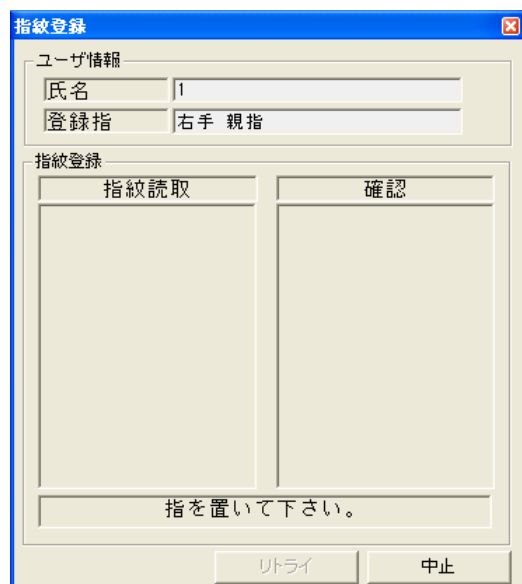 指紋登録
ユーザ情報
氏名 1
登録指 右手 親指
指紋登録
指紋読取 確認
指を置いて下さい。
リトライ 中止